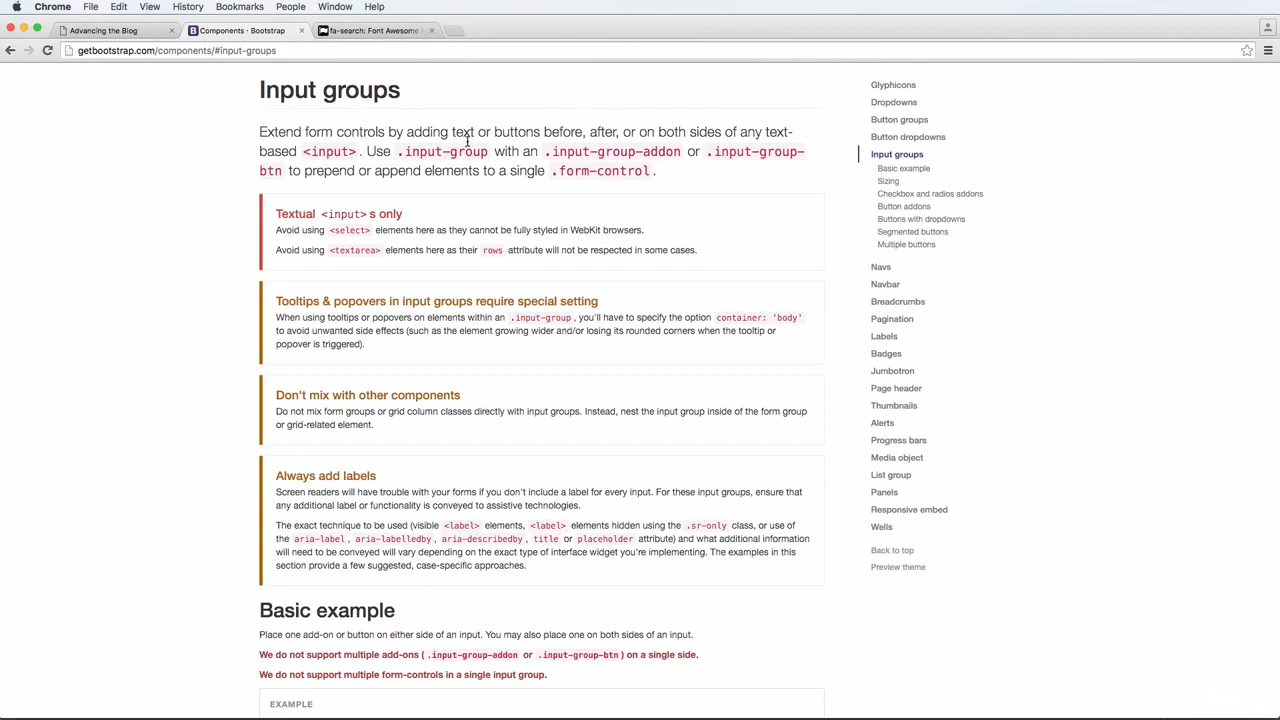 Chrome File Edit View History Bookmarks People Window Help
Advancing the Blog
Components · Bootstrap
fa-search: Font Awesome
getbootstrap.com/components/#input-groups
Input groups
Extend form controls by adding text or buttons before, after, or on both sides of any text-
based <input>. Use .input-group with an .input-group-addon or .input-group-
btn to prepend or append elements to a single .form-control.
Textual <input>s only
Avoid using <select> elements here as they cannot be fully styled in WebKit browsers.
Avoid using <textarea> elements here as their rows attribute will not be respected in some cases.
Tooltips & popovers in input groups require special setting
When using tooltips or popovers on elements within an .input-group, you'll have to specify the option container: 'body'
to avoid unwanted side effects (such as the element growing wider and/or losing its rounded corners when the tooltip or
popover is triggered).
Don't mix with other components
Do not mix form groups or grid column classes directly with input groups. Instead, nest the input group inside of the form group
or grid-related element.
Always add labels
Screen readers will have trouble with your forms if you don't include a label for every input. For these input groups, ensure that
any additional label or functionality is conveyed to assistive technologies.
The exact technique to be used (visible <label> elements, <label> elements hidden using the .sr-only class, or use of
the aria-label, aria-labelledby, aria-describedby, title or placeholder attribute) and what additional information
will need to be conveyed will vary depending on the exact type of interface widget you're implementing. The examples in this
section provide a few suggested, case-specific approaches.
Basic example
Place one add-on or button on either side of an input. You may also place one on both sides of an input.
We do not support multiple add-ons (.input-group-addon or .input-group-btn) on a single side.
We do not support multiple form-controls in a single input group.
EXAMPLE
Glyphicons
Dropdowns
Button groups
Button dropdowns
Input groups
Basic example
Sizing
Checkbox and radios addons
Button addons
Buttons with dropdowns
Segmented buttons
Multiple buttons
Navs
Navbar
Breadcrumbs
Pagination
Labels
Badges
Jumbotron
Page header
Thumbnails
Alerts
Progress bars
Media object
List group
Panels
Responsive embed
Wells
Back to top
Preview theme